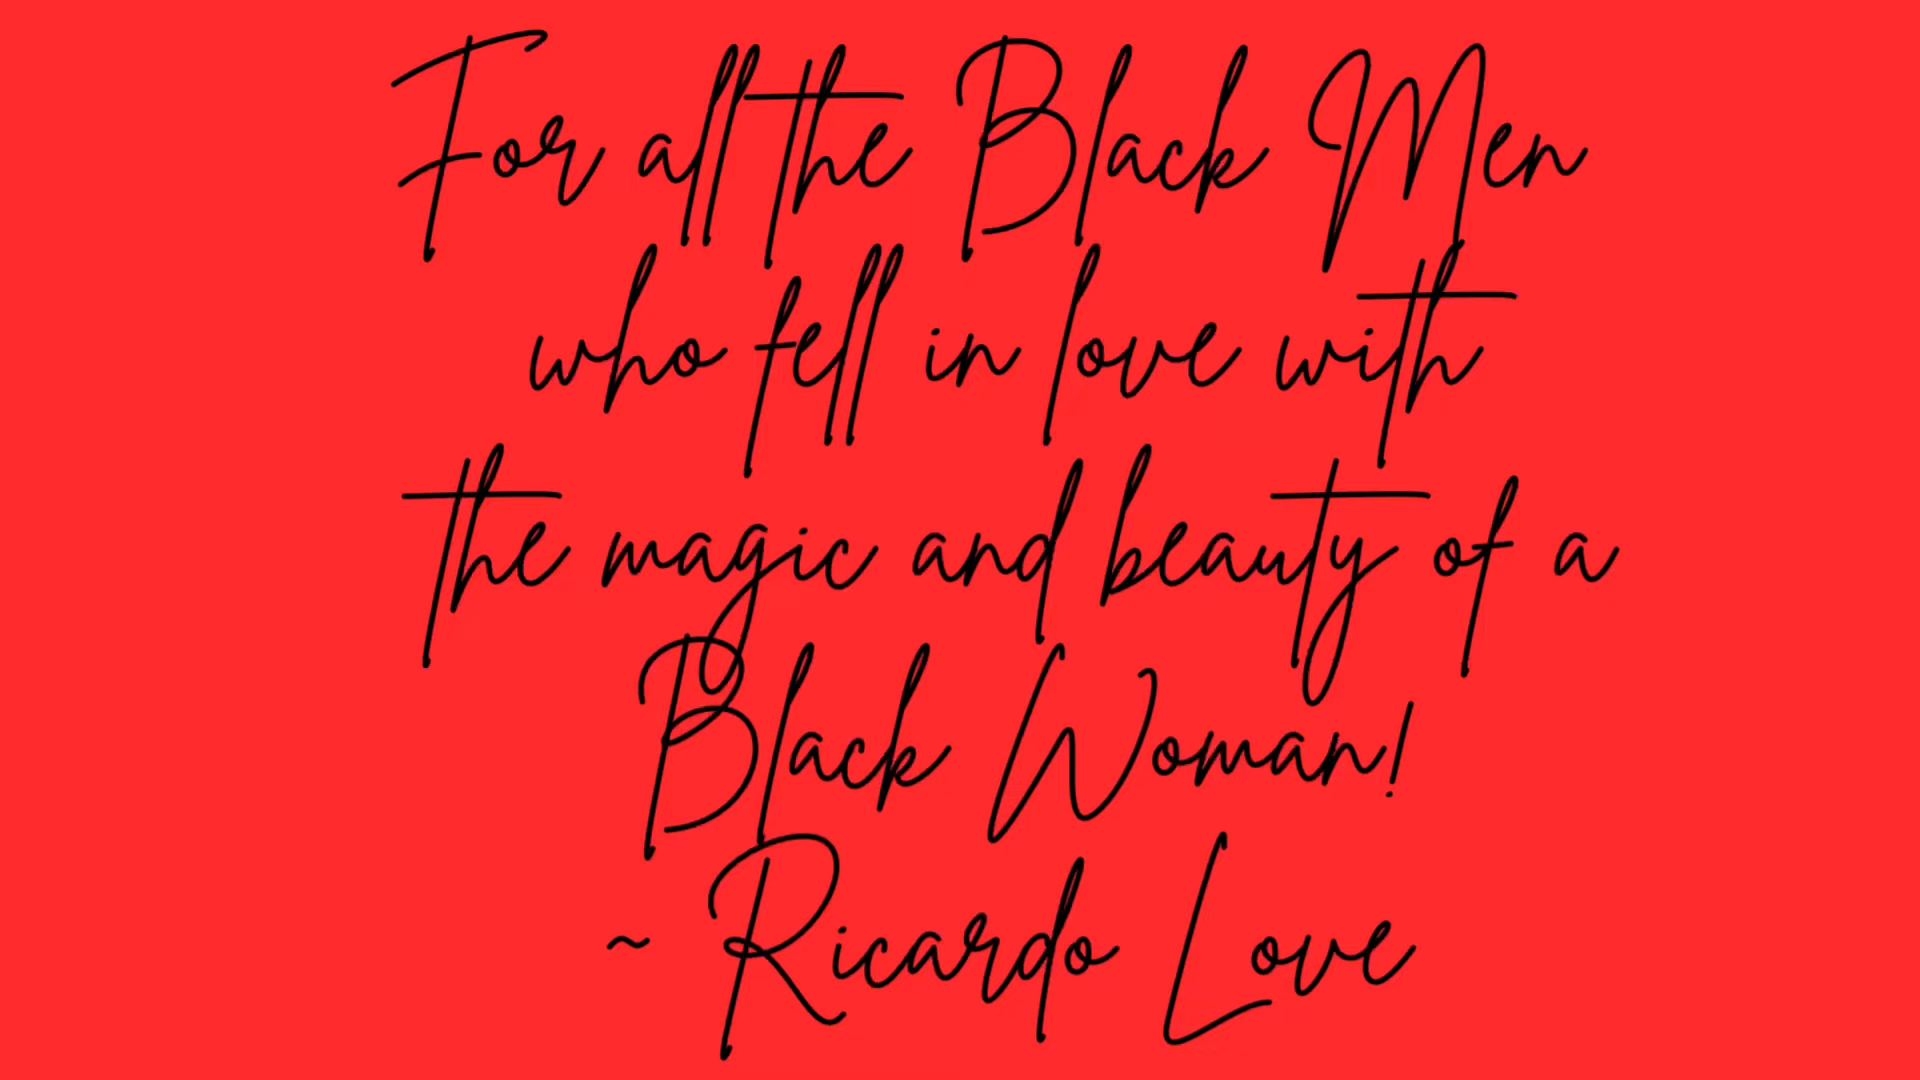 For all the Black Men
who fell in love with
the magic and beauty of a
Black Woman!
~ Ricardo Love